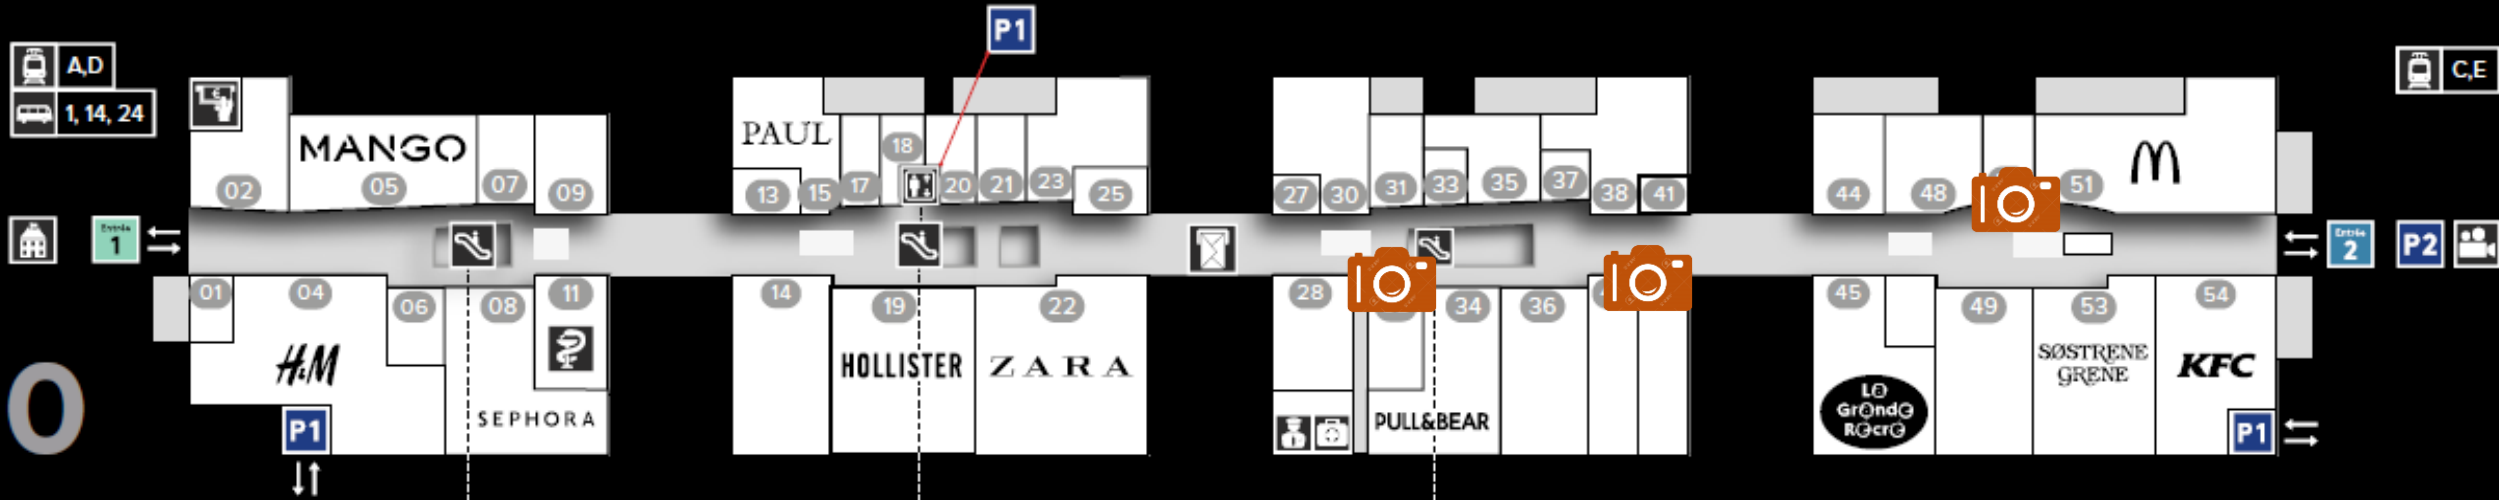 P1
A,D
1, 14, 24
C,E
MANGO
02
05
07
09
PAUL
13
15
17
18
20
21
23
25
27
30
31
33
35
37
38
41
44
48
51
Entrée
1
Entrée
2
P2
01
04
06
08
11
H&M
SEPHORA
P1
14
19
22
HOLLISTER
ZARA
28
34
36
PULL&BEAR
45
49
53
54
La
Grande
Récré
SØSTRENE
GRENE
KFC
P1
0